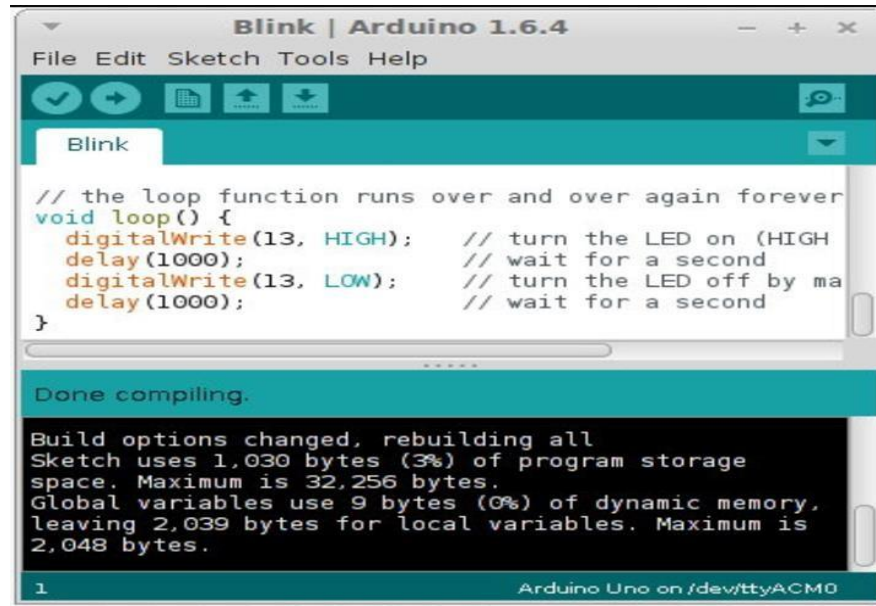 Blink | Arduino 1.6.4
File Edit Sketch Tools Help
Blink
// the loop function runs over and over again forever
void loop() {
  digitalWrite(13, HIGH);   // turn the LED on (HIGH
  delay(1000);              // wait for a second
  digitalWrite(13, LOW);    // turn the LED off by ma
  delay(1000);              // wait for a second
}
Done compiling.
Build options changed, rebuilding all
Sketch uses 1,030 bytes (3%) of program storage
space. Maximum is 32,256 bytes.
Global variables use 9 bytes (0%) of dynamic memory,
leaving 2,039 bytes for local variables. Maximum is
2,048 bytes.
1 Arduino Uno on /dev/ttyACM0